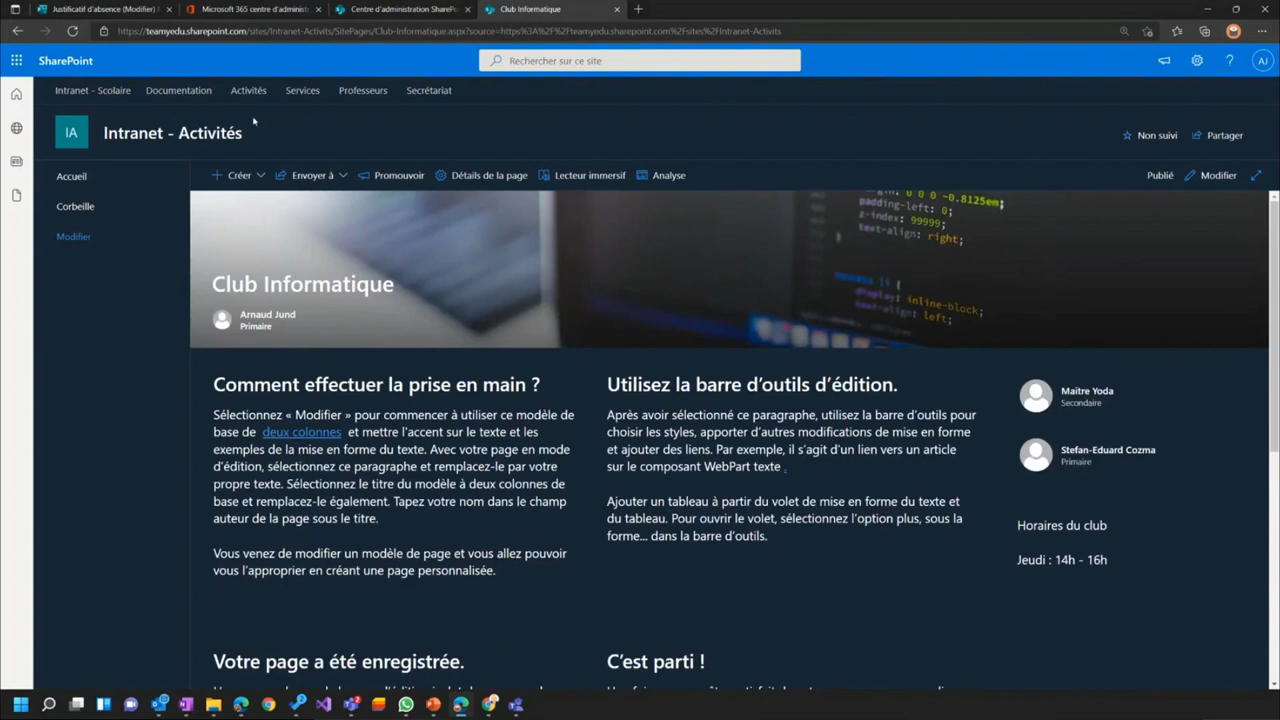 Justificatif d'absence (Modifier)
Microsoft 365 centre d'administ
Centre d'administration SharePoi
Club Informatique
https://teamyedu.sharepoint.com/sites/Intranet-Activits/SitePages/Club-Informatique.aspx?source=https%3A%2F%2Fteamyedu.sharepoint.com%2Fsites%2FIntranet-Activits
SharePoint
Rechercher sur ce site
?
AJ
Intranet - Scolaire
Documentation
Activités
Services
Professeurs
Secrétariat
IA
Intranet - Activités
Non suivi
Partager
Accueil
Corbeille
Modifier
Créer
Envoyer à
Promouvoir
Détails de la page
Lecteur immersif
Analyse
Publié
Modifier
margin: 0 0 0 -0.8125em;
padding-left: 0;
z-index: 99999;
text-align: right;
display: inline-block;
text-align: left;
Club Informatique
Arnaud Jund
Primaire
Comment effectuer la prise en main ?
Sélectionnez « Modifier » pour commencer à utiliser ce modèle de
base de deux colonnes et mettre l'accent sur le texte et les
exemples de la mise en forme du texte. Avec votre page en mode
d'édition, sélectionnez ce paragraphe et remplacez-le par votre
propre texte. Sélectionnez le titre du modèle à deux colonnes de
base et remplacez-le également. Tapez votre nom dans le champ
auteur de la page sous le titre.
Vous venez de modifier un modèle de page et vous allez pouvoir
vous l'approprier en créant une page personnalisée.
Utilisez la barre d'outils d'édition.
Après avoir sélectionné ce paragraphe, utilisez la barre d'outils pour
choisir les styles, apporter d'autres modifications de mise en forme
et ajouter des liens. Par exemple, il s'agit d'un lien vers un article
sur le composant WebPart texte .
Ajouter un tableau à partir du volet de mise en forme du texte et
du tableau. Pour ouvrir le volet, sélectionnez l'option plus, sous la
forme... dans la barre d'outils.
Maitre Yoda
Secondaire
Stefan-Eduard Cozma
Primaire
Horaires du club
Jeudi : 14h - 16h
Votre page a été enregistrée.
C'est parti !